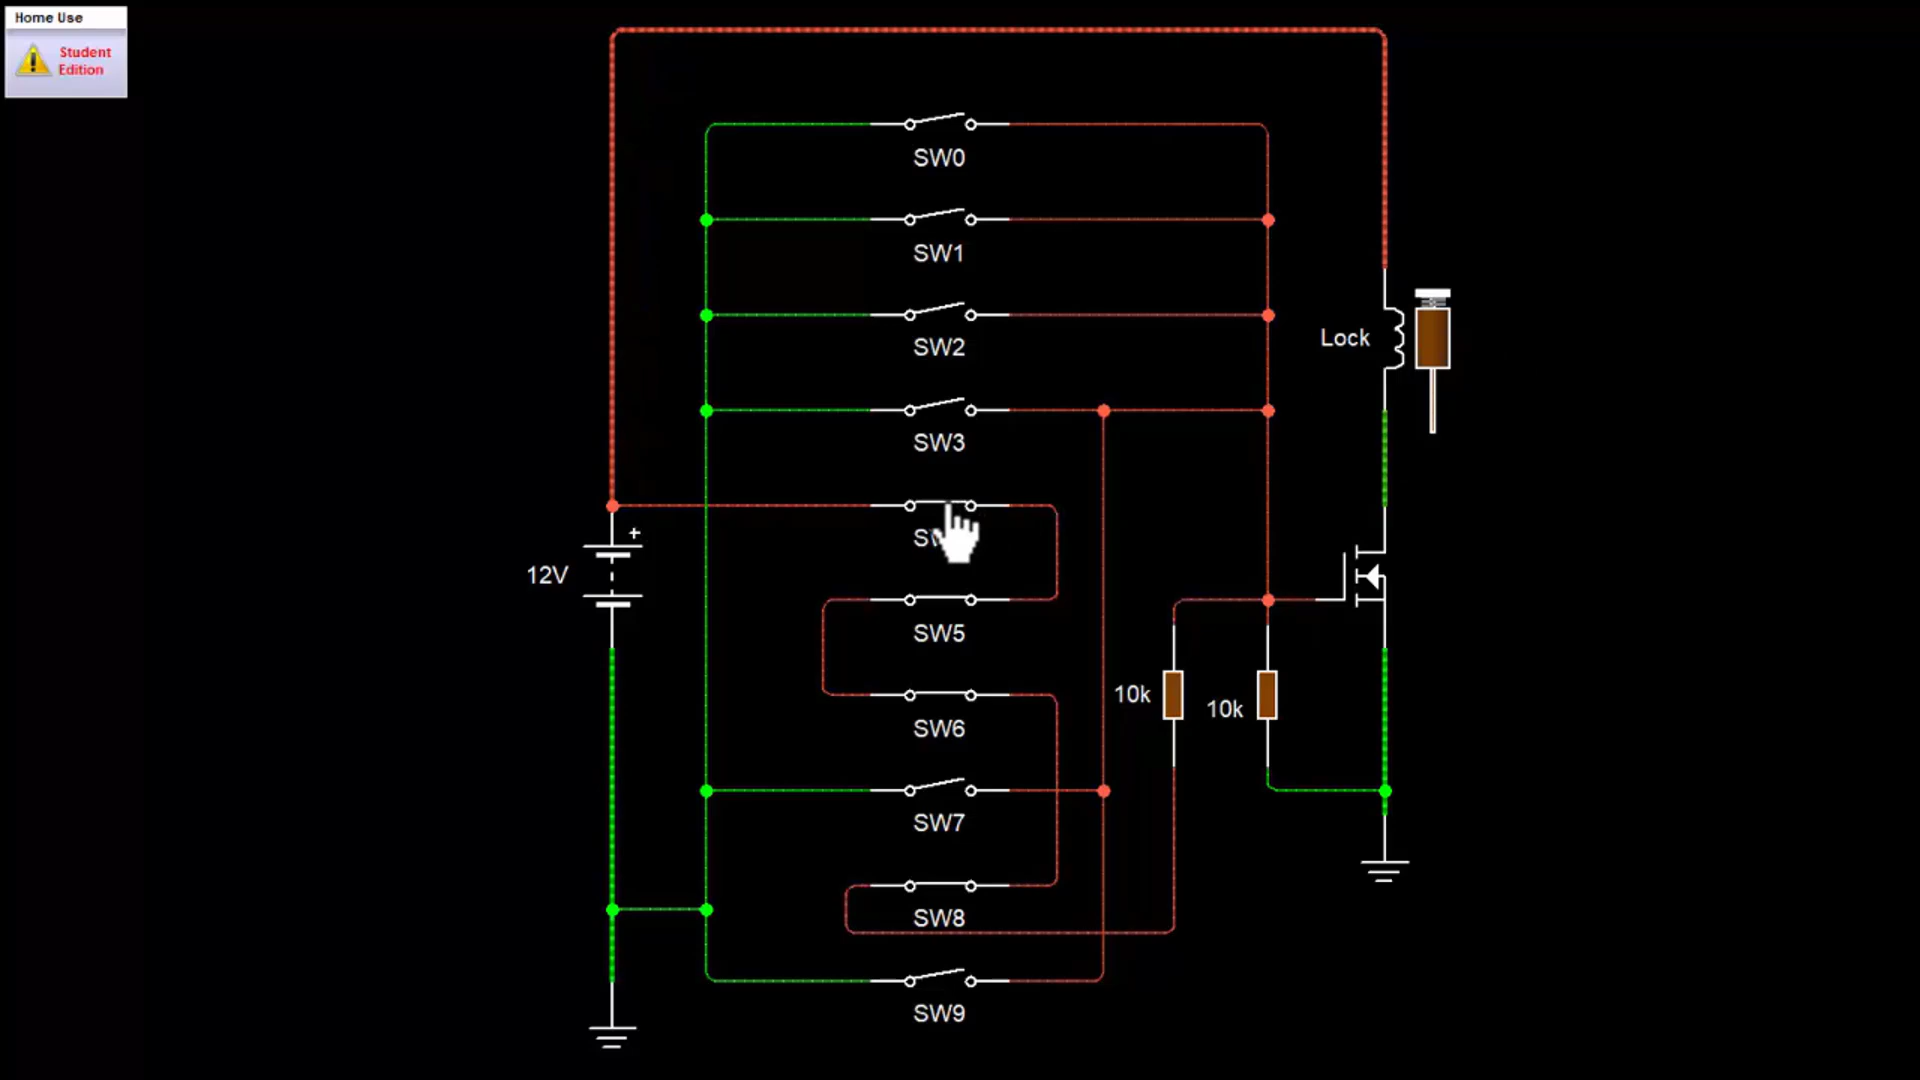 Home Use
Student
Edition
SW0
SW1
SW2
Lock
SW3
+
12V
SW5
10k
10k
SW6
SW7
SW8
SW9